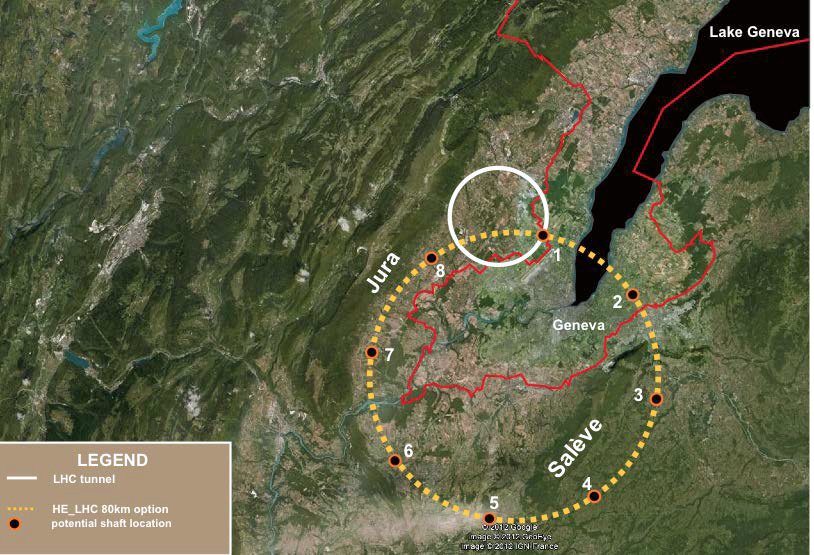 Lake Geneva
Jura
8
1
2
Geneva
7
3
Salève
6
4
5
LEGEND
LHC tunnel
HE_LHC 80km option
potential shaft location
© 2012 Google
Image © 2012 GeoEye
Image © 2012 IGN France